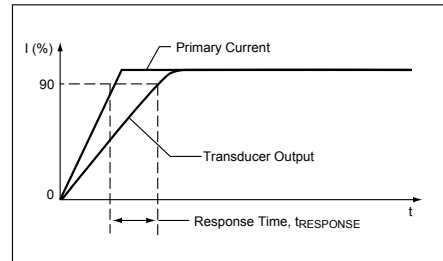 I (%)
Primary Current
90
Transducer Output
0
t
Response Time, tRESPONSE